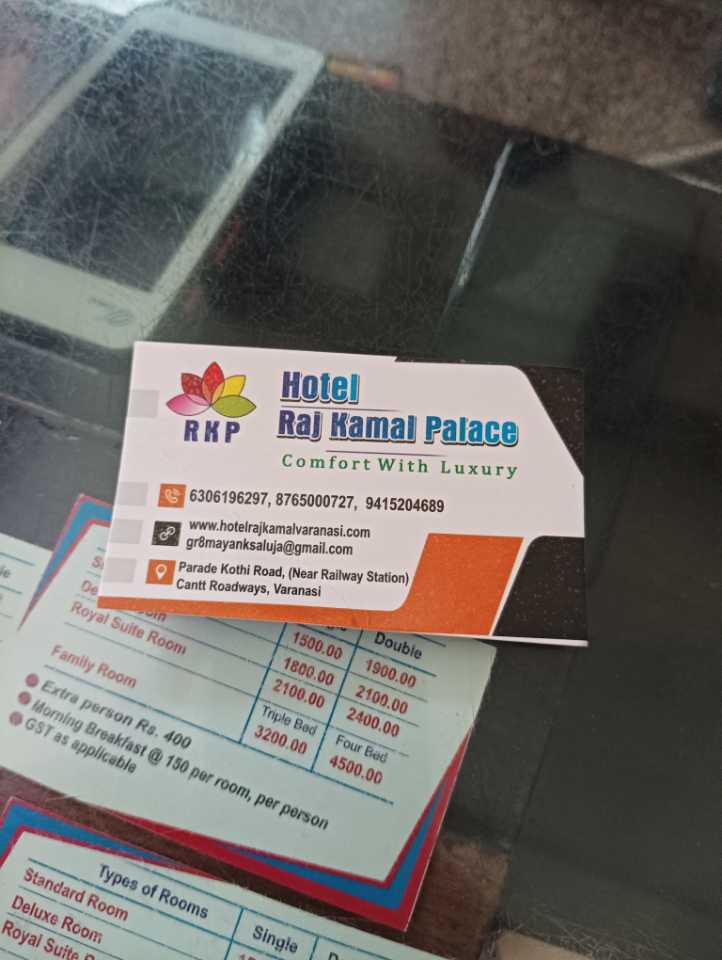 RKP
Hotel
Raj Kamal Palace
Comfort With Luxury
6306196297, 8765000727, 9415204689
www.hotelrajkamalvaranasi.com
gr8mayanksaluja@gmail.com
Parade Kothi Road, (Near Railway Station)
Cantt Roadways, Varanasi
Double
1500.00 1900.00
Royal Suite Room 1800.00 2100.00
2100.00 2400.00
Family Room Triple Bed Four Bed
3200.00 4500.00
Extra person Rs. 400
Morning Breakfast @ 150 per room, per person
GST as applicable
Types of Rooms Single
Standard Room
Deluxe Room
Royal Suite